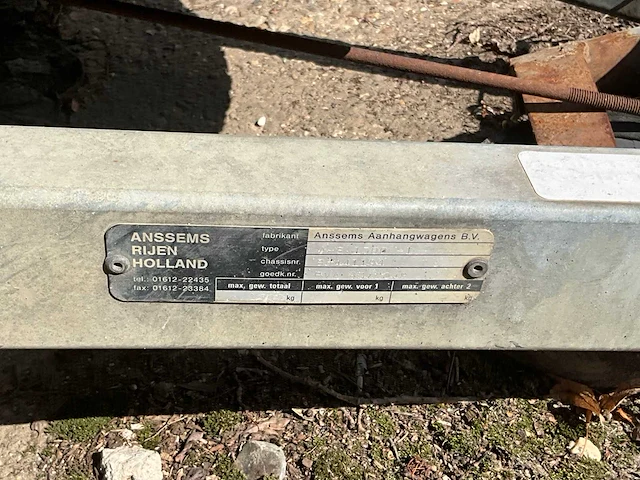 ANSSEMS
RIJEN
HOLLAND
tel.: 01612-22435
fax: 01612-23384
fabrikant Anssems Aanhangwagens B.V.
type
chassisnr.
goedk.nr.
max. gew. totaal max. gew. voor 1 max. gew. achter 2
kg kg kg